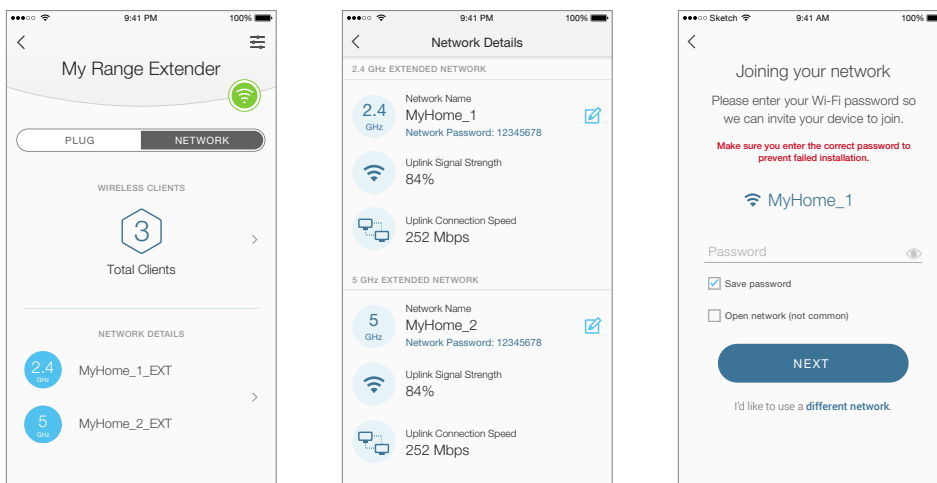 9:41 PM 100%
My Range Extender
PLUG NETWORK
WIRELESS CLIENTS
3
Total Clients
NETWORK DETAILS
2.4 GHz MyHome_1_EXT
5 GHz MyHome_2_EXT
9:41 PM 100%
Network Details
2.4 GHz EXTENDED NETWORK
Network Name
2.4 GHz MyHome_1
Network Password: 12345678
Uplink Signal Strength
84%
Uplink Connection Speed
252 Mbps
5 GHz EXTENDED NETWORK
Network Name
5 GHz MyHome_2
Network Password: 12345678
Uplink Signal Strength
84%
Uplink Connection Speed
252 Mbps
Sketch 9:41 AM 100%
Joining your network
Please enter your Wi-Fi password so
we can invite your device to join.
Make sure you enter the correct password to
prevent failed installation.
MyHome_1
Password
Save password
Open network (not common)
NEXT
I'd like to use a different network.